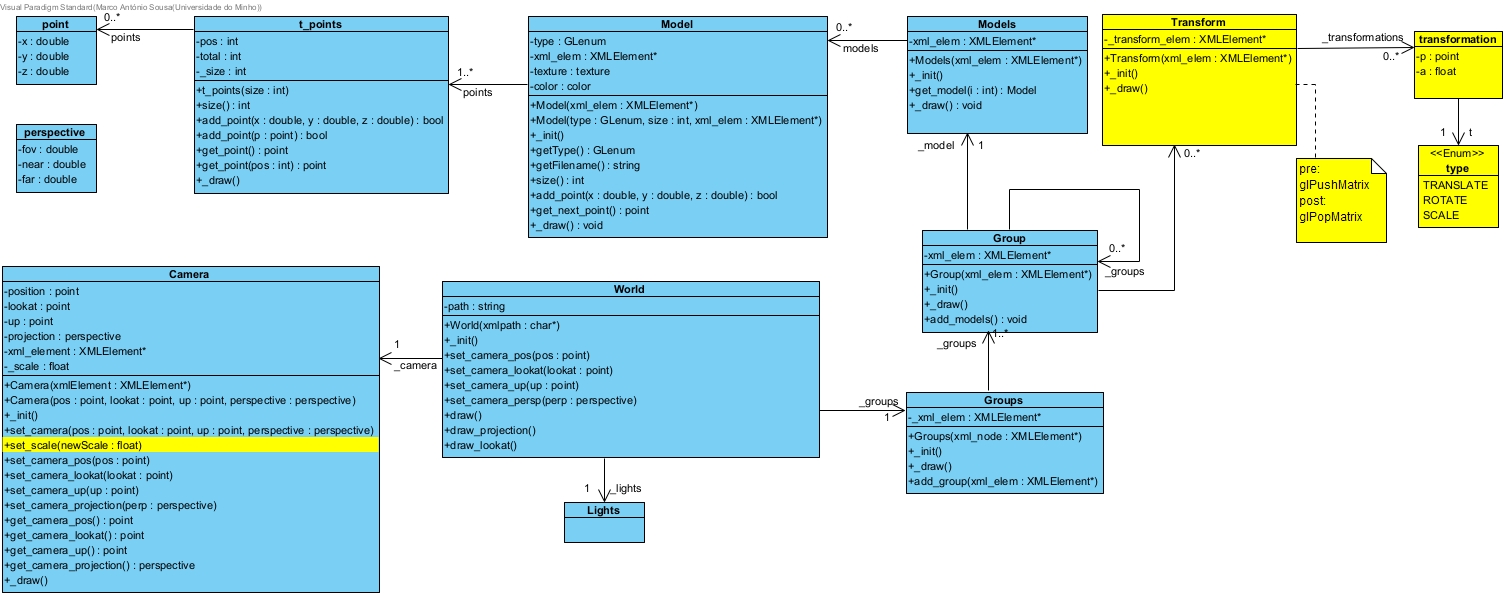 Visual Paradigm Standard(Marco António Sousa(Universidade do Minho))
point
-x : double
-y : double
-z : double
0..*
points
t_points
-pos : int
-total : int
-_size : int
+t_points(size : int)
+size() : int
+add_point(x : double, y : double, z : double) : bool
+add_point(p : point) : bool
+get_point() : point
+get_point(pos : int) : point
+_draw()
1..*
points
Model
-type : GLenum
-xml_elem : XMLElement*
-texture : texture
-color : color
+Model(xml_elem : XMLElement*)
+Model(type : GLenum, size : int, xml_elem : XMLElement*)
+_init()
+getType() : GLenum
+getFilename() : string
+size() : int
+add_point(x : double, y : double, z : double) : bool
+get_next_point() : point
+_draw() : void
0..*
models
Models
-xml_elem : XMLElement*
+Models(xml_elem : XMLElement*)
+_init()
+get_model(i : int) : Model
+_draw() : void
Transform
-_transform_elem : XMLElement*
+Transform(xml_elem : XMLElement*)
+_init()
+_draw()
_transformations
0..*
transformation
-p : point
-a : float
1
t
<<Enum>>
type
TRANSLATE
ROTATE
SCALE
pre:
glPushMatrix
post:
glPopMatrix
perspective
-fov : double
-near : double
-far : double
_model
1
0..*
Group
-xml_elem : XMLElement*
+Group(xml_elem : XMLElement*)
+_init()
+_draw()
+add_models() : void
0..*
_groups
1..*
_groups
Camera
-position : point
-lookat : point
-up : point
-projection : perspective
-xml_element : XMLElement*
-_scale : float
+Camera(xmlElement : XMLElement*)
+Camera(pos : point, lookat : point, up : point, perspective : perspective)
+_init()
+set_camera(pos : point, lookat : point, up : point, perspective : perspective)
+set_scale(newScale : float)
+set_camera_pos(pos : point)
+set_camera_lookat(lookat : point)
+set_camera_up(up : point)
+set_camera_projection(perp : perspective)
+get_camera_pos() : point
+get_camera_lookat() : point
+get_camera_up() : point
+get_camera_projection() : perspective
+_draw()
1
_camera
World
-path : string
+World(xmlpath : char*)
+_init()
+set_camera_pos(pos : point)
+set_camera_lookat(lookat : point)
+set_camera_up(up : point)
+set_camera_persp(perp : perspective)
+draw()
+draw_projection()
+draw_lookat()
_groups
1
Groups
-_xml_elem : XMLElement*
+Groups(xml_node : XMLElement*)
+_init()
+_draw()
+add_group(xml_elem : XMLElement*)
1
_lights
Lights